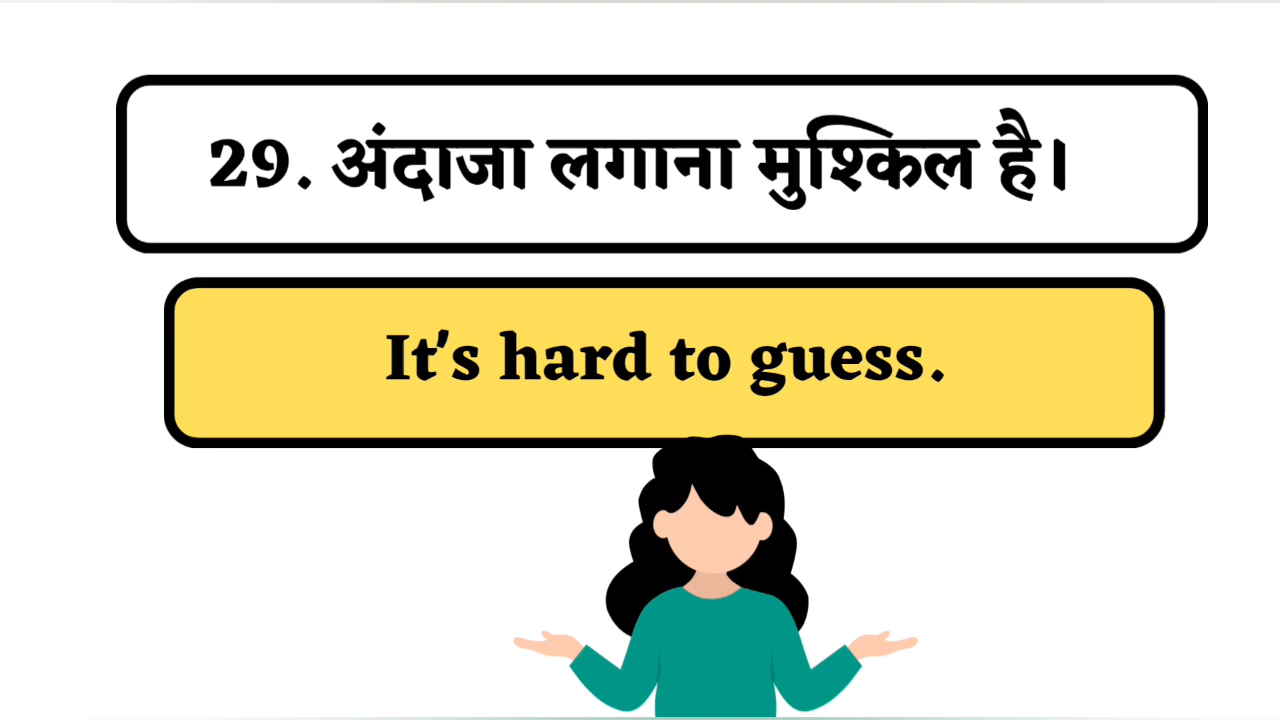 29. अंदाजा लगाना मुश्किल है।
It's hard to guess.